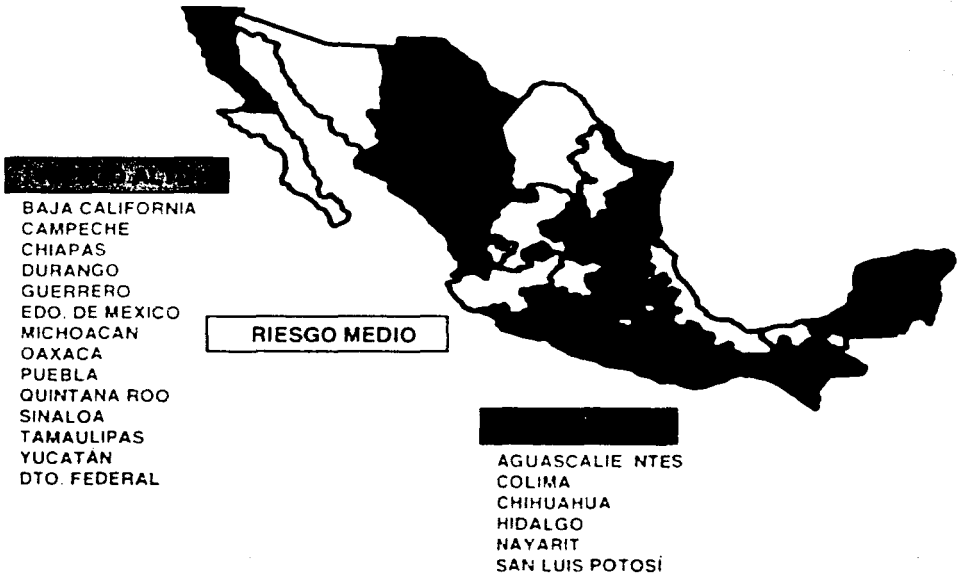 BAJA CALIFORNIA
CAMPECHE
CHIAPAS
DURANGO
GUERRERO
EDO. DE MEXICO
MICHOACAN
OAXACA
PUEBLA
QUINTANA ROO
SINALOA
TAMAULIPAS
YUCATÁN
DTO. FEDERAL
RIESGO MEDIO
AGUASCALIE NTES
COLIMA
CHIHUAHUA
HIDALGO
NAYARIT
SAN LUIS POTOSÍ